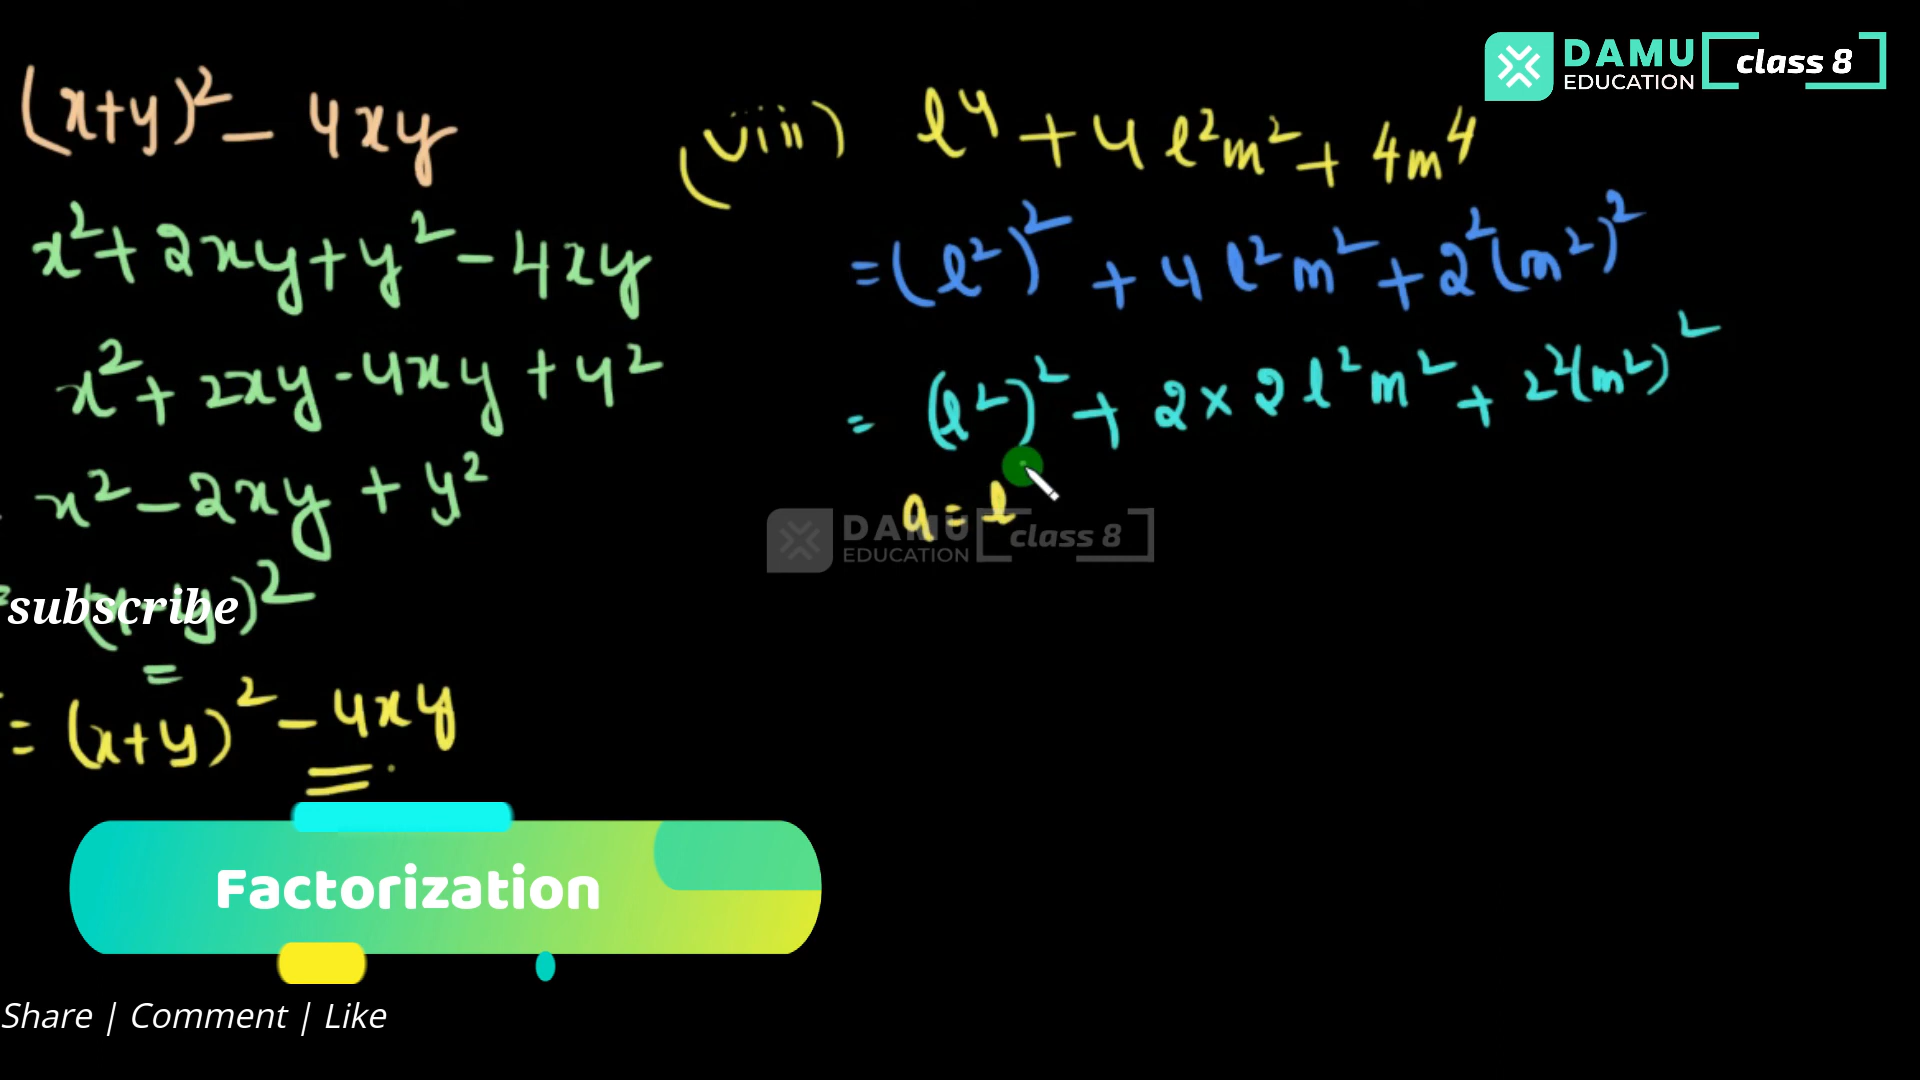 DAMU
EDUCATION
class 8
(x+y)² - 4xy
x² + 2xy + y² - 4xy
x² + 2xy - 4xy + y²
x² - 2xy + y²
(x-y)²
=
= (x+y)² - 4xy
(viii) l⁴ + 4l²m² + 4m⁴
= (l²)² + 4l²m² + 2²(m²)²
= (l²)² + 2 × 2l²m² + 2²(m²)²
a = l
DAMU
EDUCATION
class 8
subscribe
Factorization
Share | Comment | Like